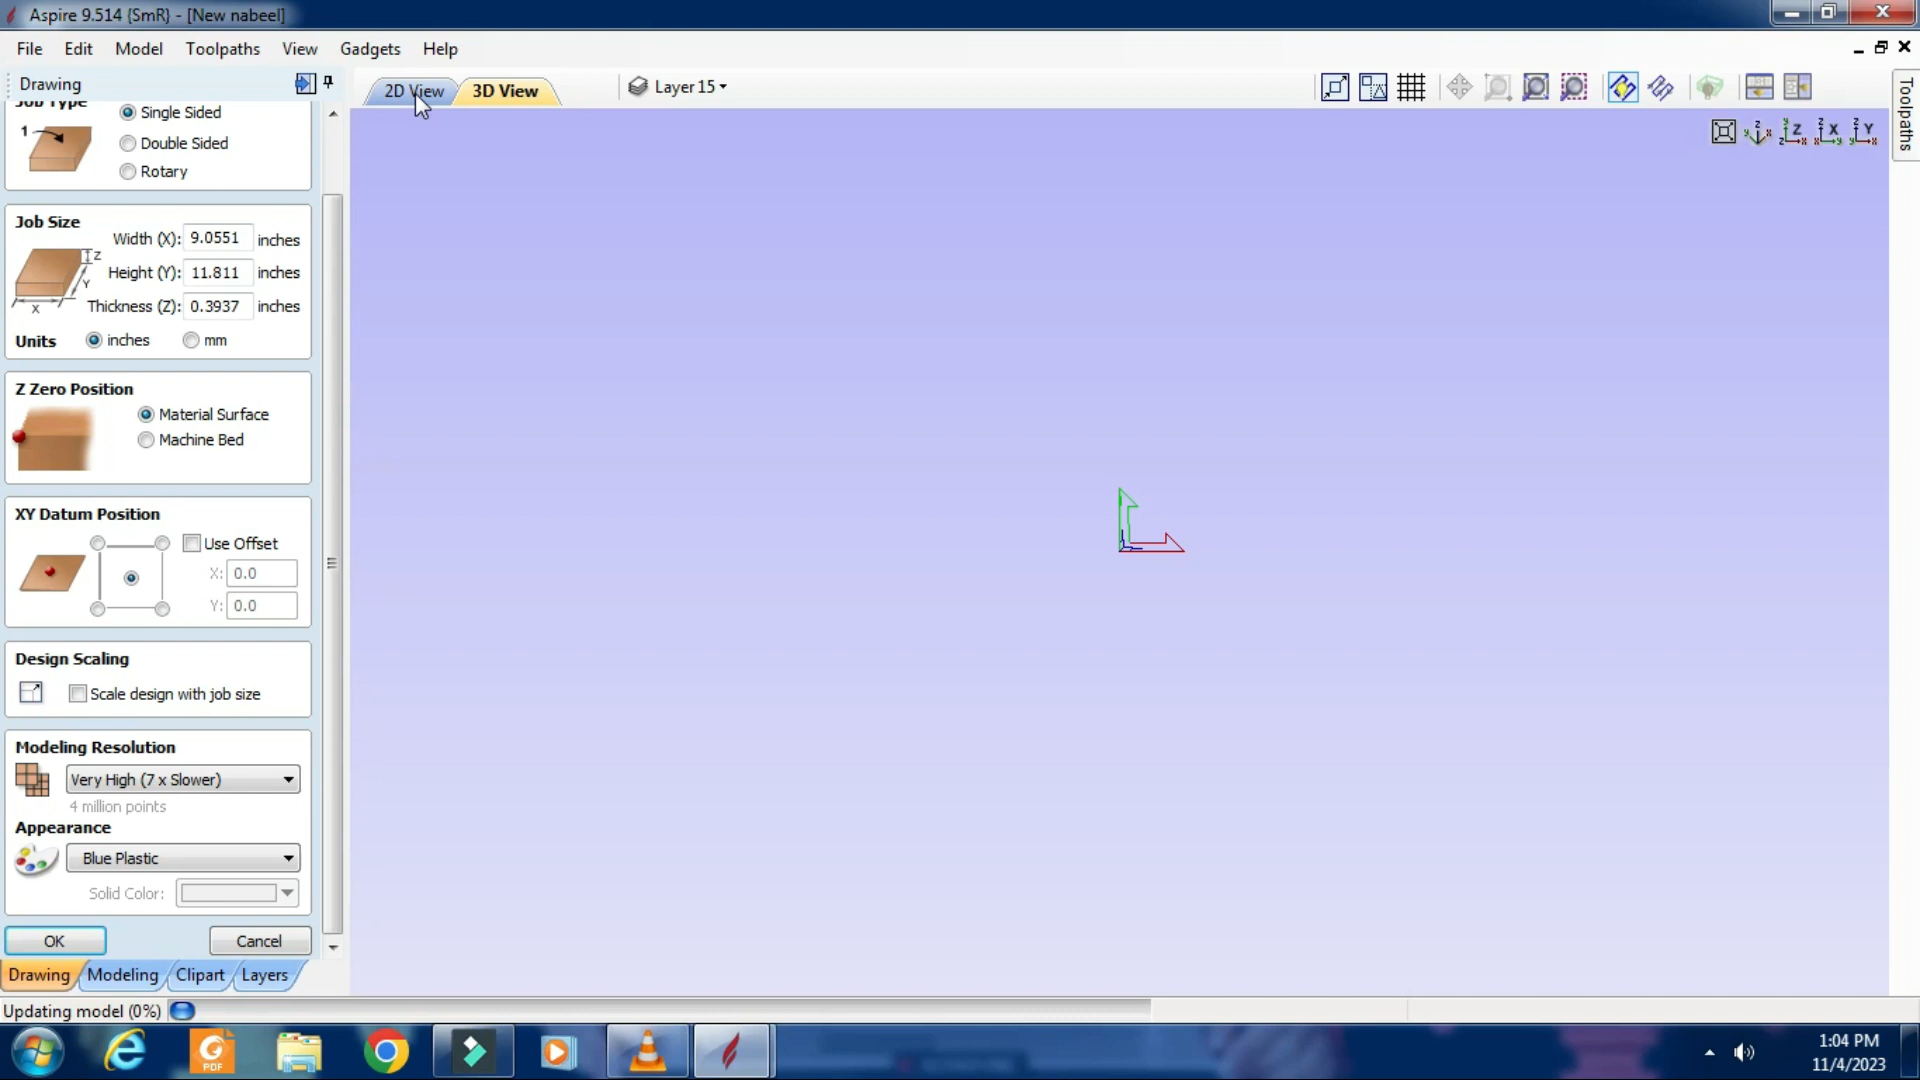 Aspire 9.514 {SmR} - [New nabeel]
File Edit Model Toolpaths View Gadgets Help
Drawing
2D View 3D View Layer 15
Toolpaths
Job Type
1
Single Sided
Double Sided
Rotary
Z X Y
Job Size
Width (X): 9.0551 inches
Height (Y): 11.811 inches
Thickness (Z): 0.3937 inches
Z
Y
X
Units inches mm
Z Zero Position
Material Surface
Machine Bed
XY Datum Position
Use Offset
X: 0.0
Y: 0.0
Design Scaling
Scale design with job size
Modeling Resolution
Very High (7 x Slower)
4 million points
Appearance
Blue Plastic
Solid Color:
OK Cancel
Drawing Modeling Clipart Layers
Updating model (0%)
PDF
1:04 PM
11/4/2023